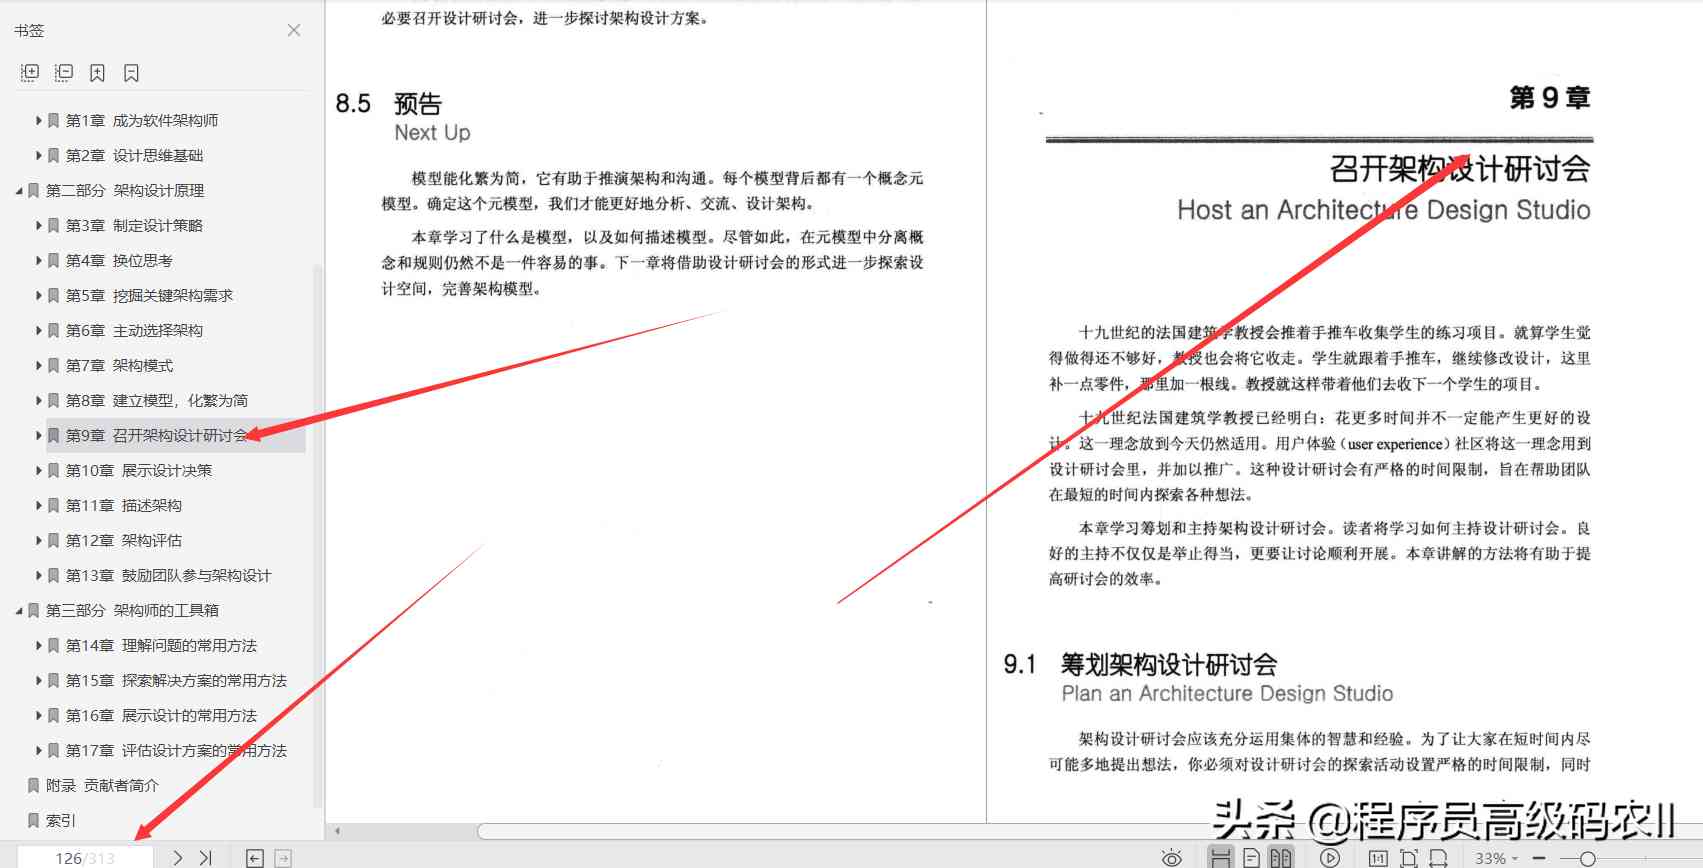 书签
第1章 成为软件架构师
第2章 设计思维基础
第二部分 架构设计原理
第3章 制定设计策略
第4章 换位思考
第5章 挖掘关键架构需求
第6章 主动选择架构
第7章 架构模式
第8章 建立模型，化繁为简
第9章 召开架构设计研讨会
第10章 展示设计决策
第11章 描述架构
第12章 架构评估
第13章 鼓励团队参与架构设计
第三部分 架构师的工具箱
第14章 理解问题的常用方法
第15章 探索解决方案的常用方法
第16章 展示设计的常用方法
第17章 评估设计方案的常用方法
附录 贡献者简介
索引
126/313
必要召开设计研讨会，进一步探讨架构设计方案。
8.5 预告
Next Up
模型能化繁为简，它有助于推演架构和沟通。每个模型背后都有一个概念元
模型。确定这个元模型，我们才能更好地分析、交流、设计架构。
本章学习了什么是模型，以及如何描述模型。尽管如此，在元模型中分离概
念和规则仍然不是一件容易的事。下一章将借助设计研讨会的形式进一步探索设
计空间，完善架构模型。
第 9 章
召开架构设计研讨会
Host an Architecture Design Studio
十九世纪的法国建筑学教授会推着手推车收集学生的练习项目。就算学生觉
得做得还不够好，教授也会将它收走。学生就跟着手推车，继续修改设计，这里
补一点零件，那里加一根线。教授就这样带着他们去收下一个学生的项目。
十九世纪法国建筑学教授已经明白：花更多时间并不一定能产生更好的设
计。这一理念放到今天仍然适用。用户体验（user experience）社区将这一理念用到
设计研讨会里，并加以推广。这种设计研讨会有严格的时间限制，旨在帮助团队
在最短的时间内探索各种想法。
本章学习筹划和主持架构设计研讨会。读者将学习如何主持设计研讨会。良
好的主持不仅仅是举止得当，更要让讨论顺利开展。本章讲解的方法将有助于提
高研讨会的效率。
9.1 筹划架构设计研讨会
Plan an Architecture Design Studio
架构设计研讨会应该充分运用集体的智慧和经验。为了让大家在短时间内尽
可能多地提出想法，你必须对设计研讨会的探索活动设置严格的时间限制，同时
头条 @程序员高级码农II
1:1
33%